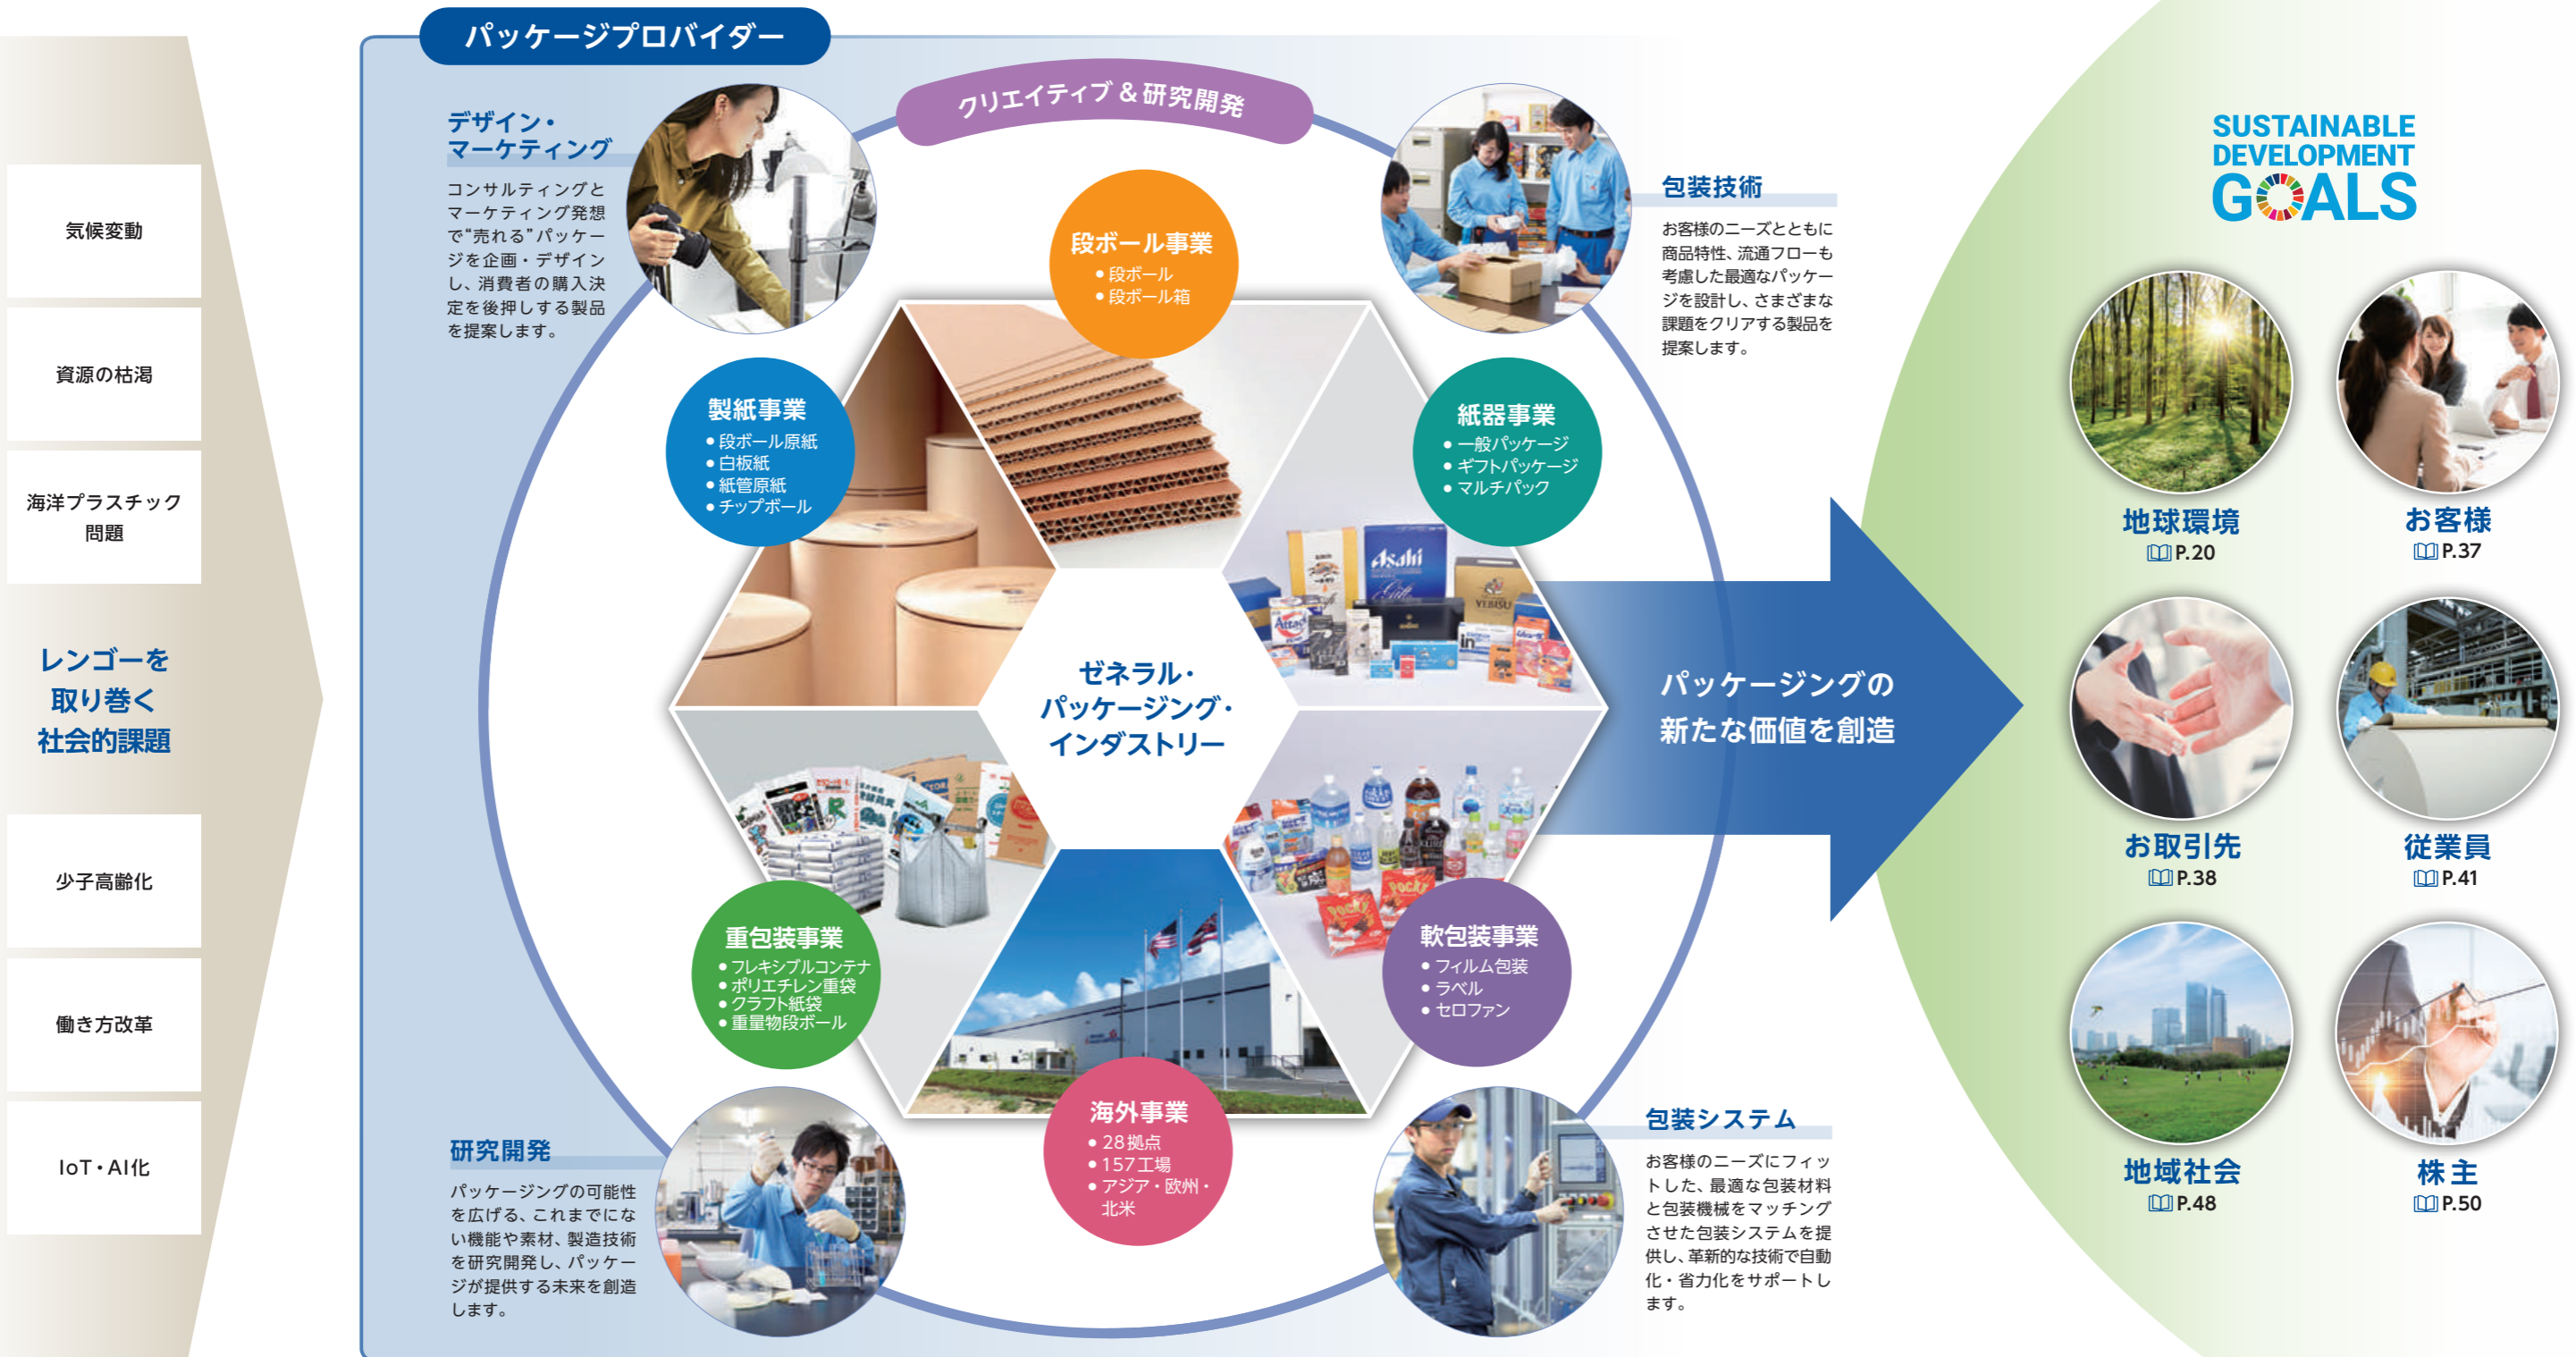 気候変動
資源の枯渇
海洋プラスチック
問題
レンゴーを
取り巻く
社会的課題
少子高齢化
働き方改革
IoT・AI化
パッケージプロバイダー
クリエイティブ & 研究開発
デザイン・
マーケティング
コンサルティングと
マーケティング発想
で“売れる”パッケー
ジを企画・デザイン
し、消費者の購入決
定を後押しする製品
を提案します。
包装技術
お客様のニーズとともに
商品特性、流通フローも
考慮した最適なパッケー
ジを設計し、さまざまな
課題をクリアする製品を
提案します。
段ボール事業
• 段ボール
• 段ボール箱
製紙事業
• 段ボール原紙
• 白板紙
• 紙管原紙
• チップボール
紙器事業
• 一般パッケージ
• ギフトパッケージ
• マルチパック
Asahi
Gift
YEBISU
Attack
in
ゼネラル・
パッケージング・
インダストリー
POCKY
POCKY
重包装事業
• フレキシブルコンテナ
• ポリエチレン重袋
• クラフト紙袋
• 重量物段ボール
軟包装事業
• フィルム包装
• ラベル
• セロファン
海外事業
• 28拠点
• 157工場
• アジア・欧州・
北米
研究開発
パッケージングの可能性
を広げる、これまでにな
い機能や素材、製造技術
を研究開発し、パッケー
ジが提供する未来を創造
します。
包装システム
お客様のニーズにフィッ
トした、最適な包装材料
と包装機械をマッチング
させた包装システムを提
供し、革新的な技術で自動
化・省力化をサポートし
ます。
パッケージングの
新たな価値を創造
SUSTAINABLE
DEVELOPMENT
GOALS
地球環境
P.20
お客様
P.37
お取引先
P.38
従業員
P.41
地域社会
P.48
株主
P.50